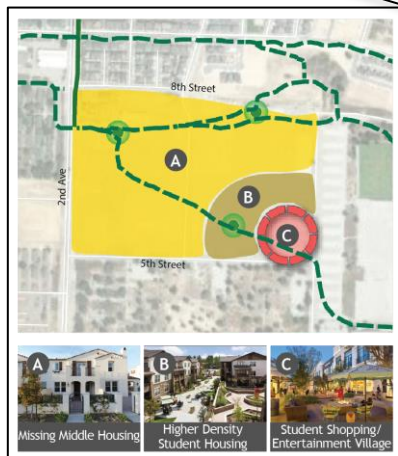 8th Street
2nd Ave
A
B
C
5th Street
A
Missing Middle Housing
B
Higher Density
Student Housing
C
Student Shopping/
Entertainment Village